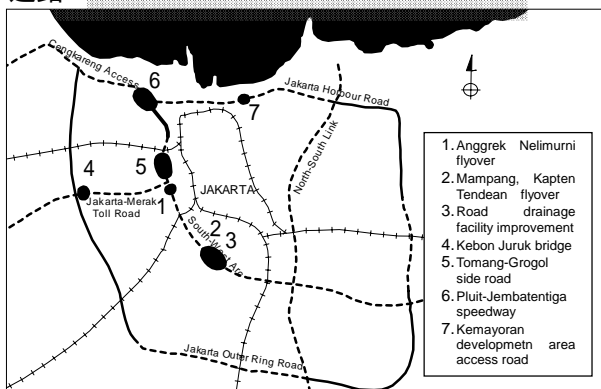 Cengkareng Access
6
7
Jakarta Horbour Road
North-South Link
5
4
JAKARTA
Jakarta-Merak
Toll Road
1
2
3
South-West Arc
Jakarta Outer Ring Road
1. Anggrek Nelimurni
flyover
2. Mampang, Kapten
Tendean flyover
3. Road drainage
facility improvement
4. Kebon Juruk bridge
5. Tomang-Grogol
side road
6. Pluit-Jembatentiga
speedway
7. Kemayoran
developmetn area
access road